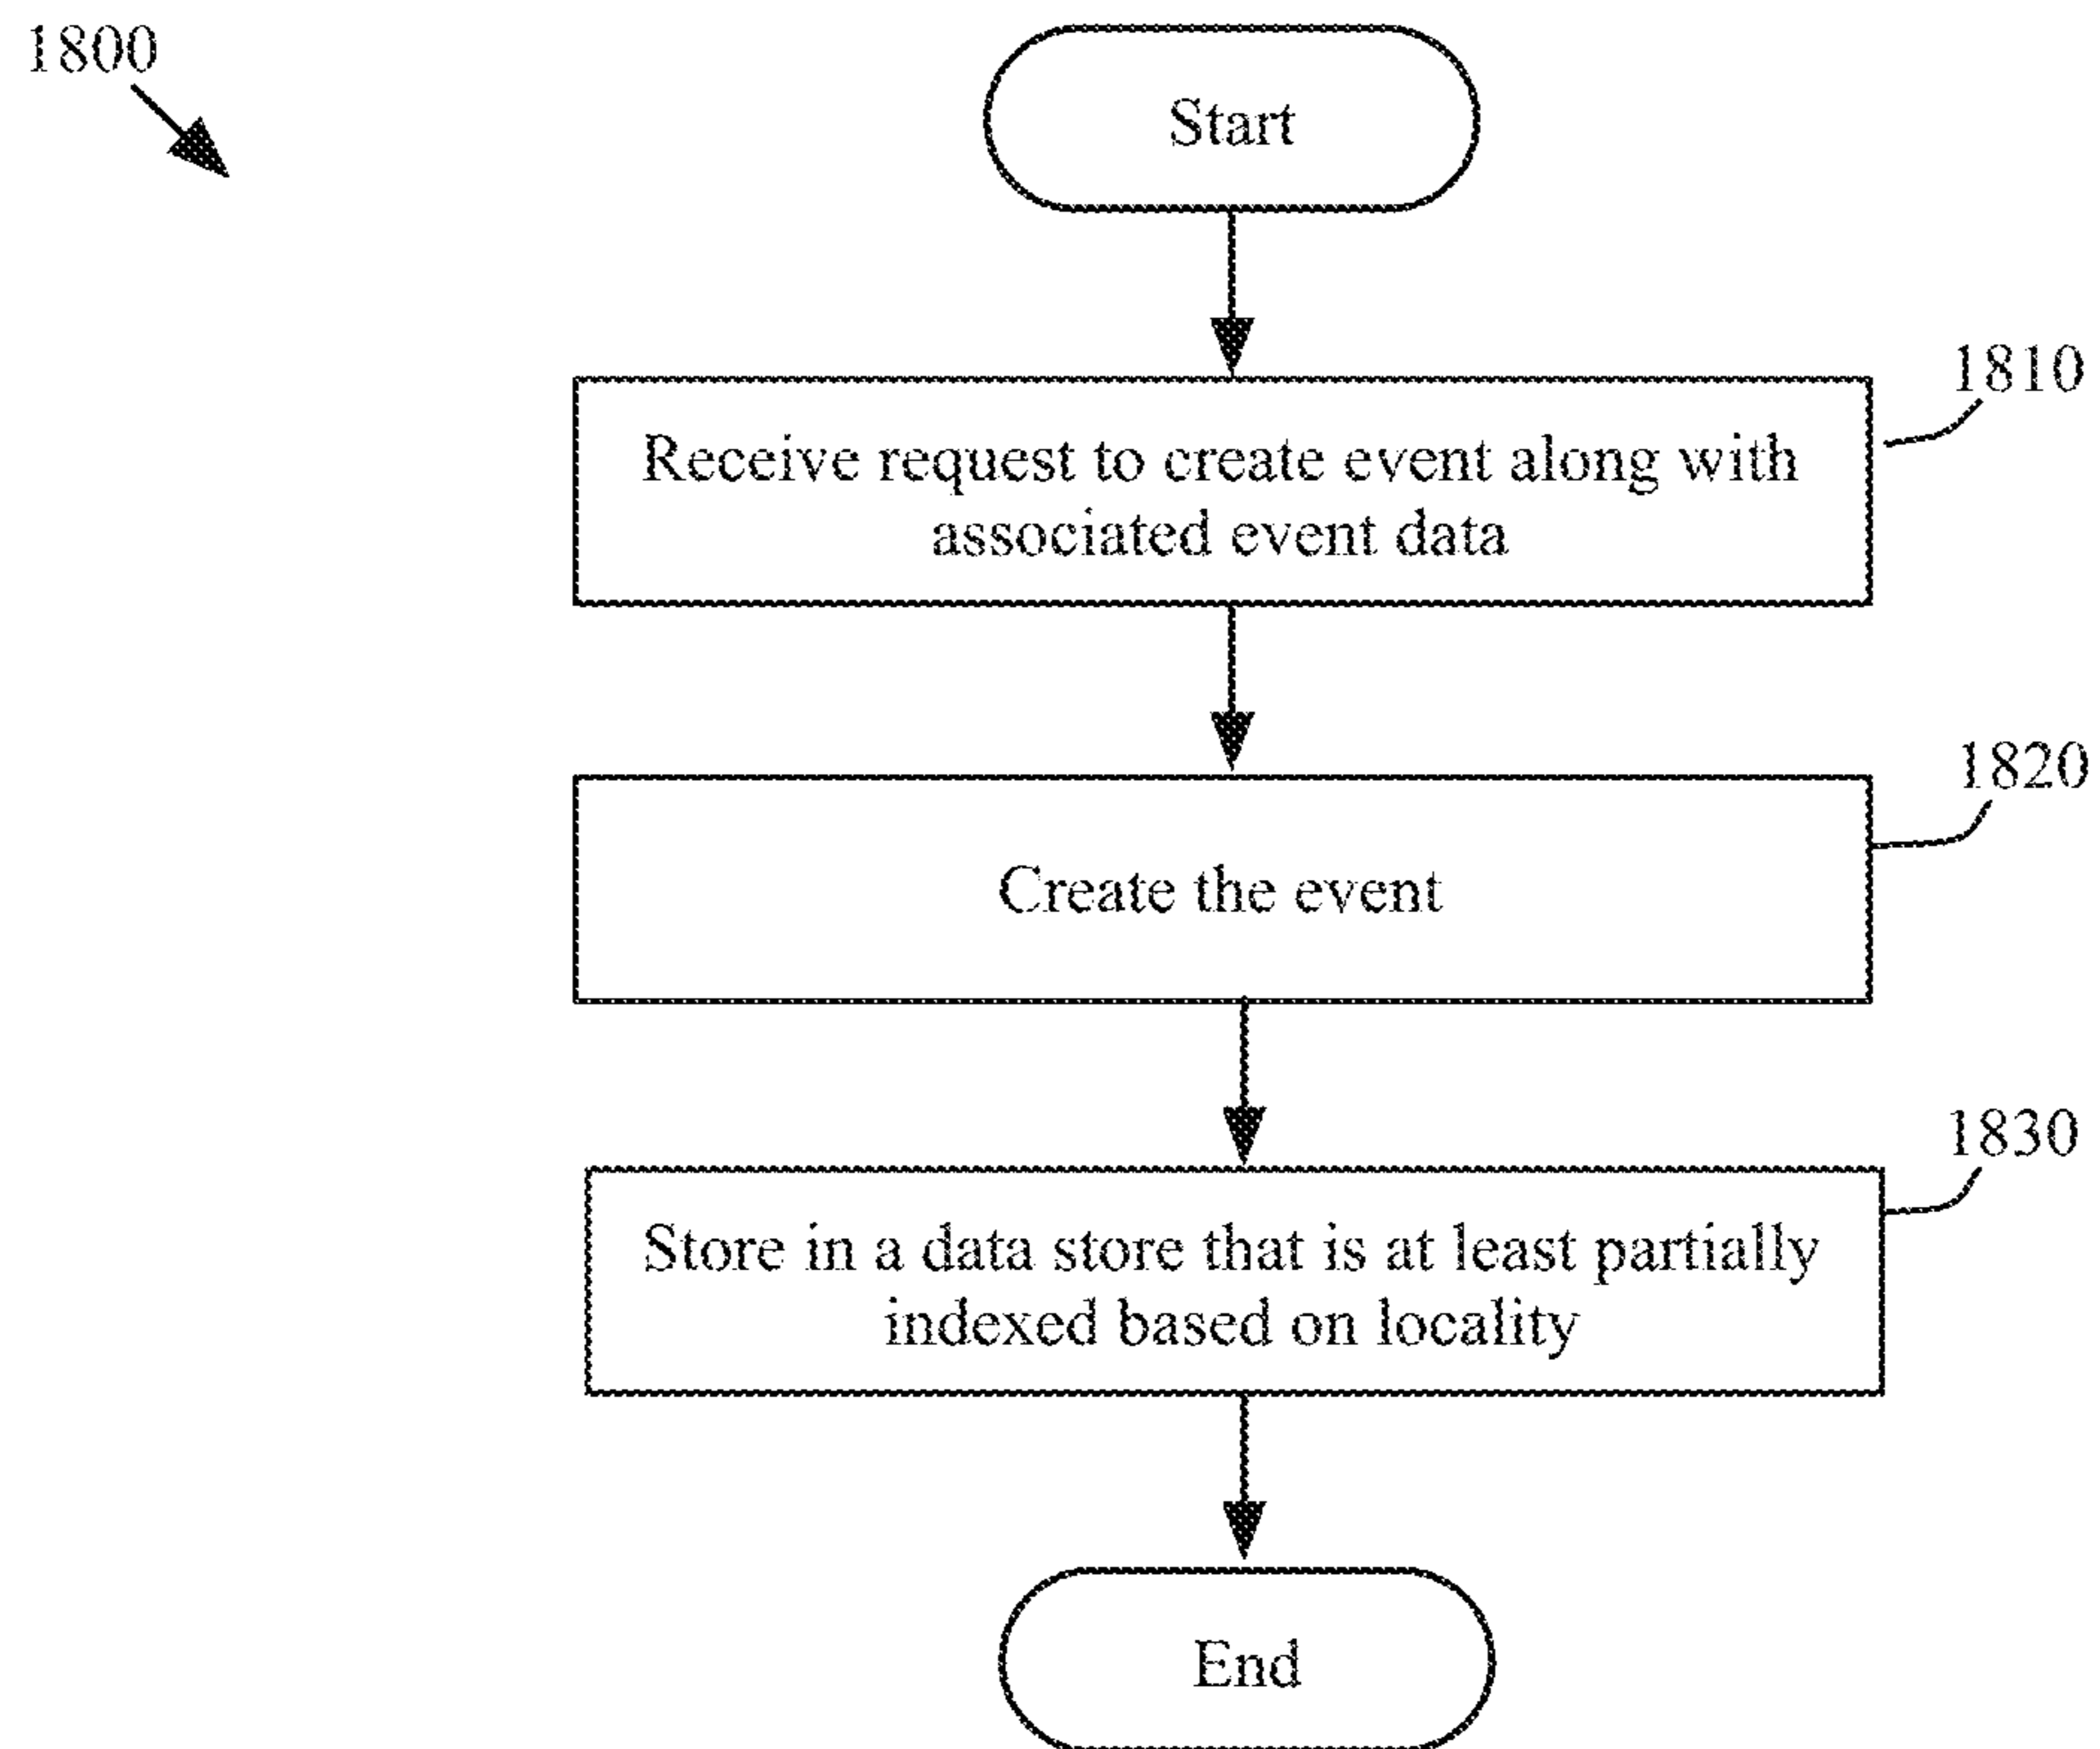 1800
Start
1810
Receive request to create event along with
associated event data
1820
Create the event
1830
Store in a data store that is at least partially
indexed based on locality
End